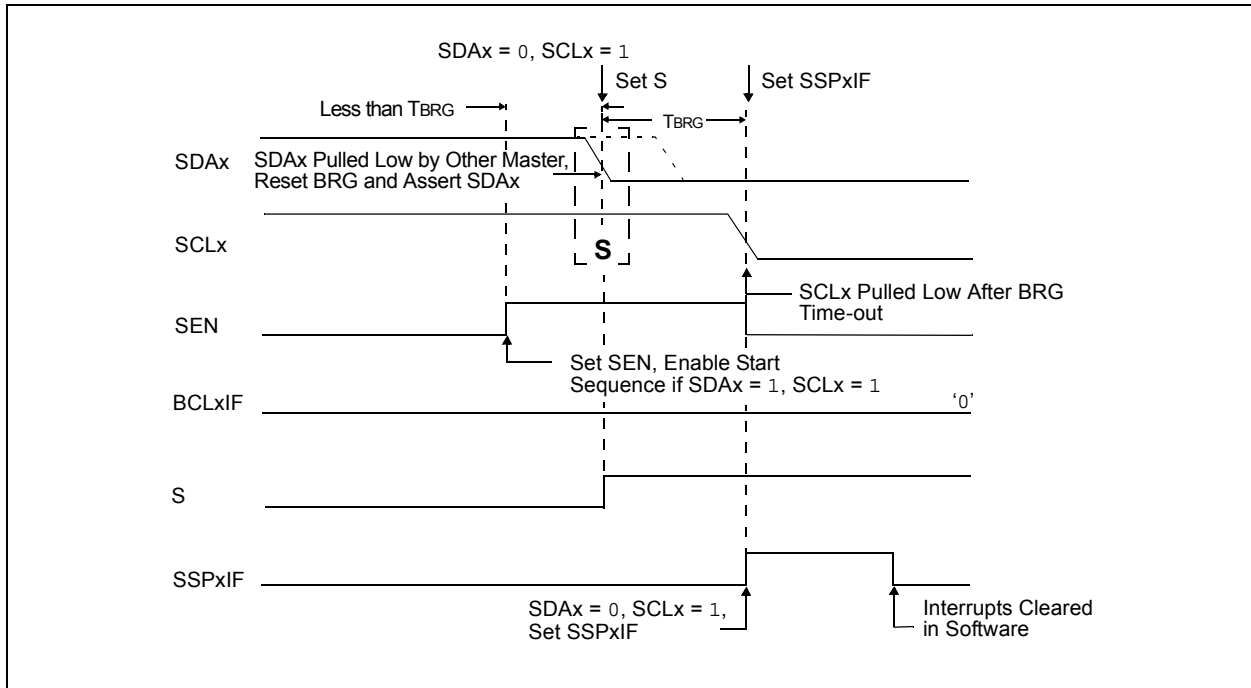 SDAx = 0, SCLx = 1
Set S
Set SSPxIF
Less than TBRG
TBRG
SDAx
SDAx Pulled Low by Other Master,
Reset BRG and Assert SDAx
SCLx
S
SCLx Pulled Low After BRG
Time-out
SEN
Set SEN, Enable Start
Sequence if SDAx = 1, SCLx = 1
BCLxIF
‘0’
S
SSPxIF
SDAx = 0, SCLx = 1,
Set SSPxIF
Interrupts Cleared
in Software